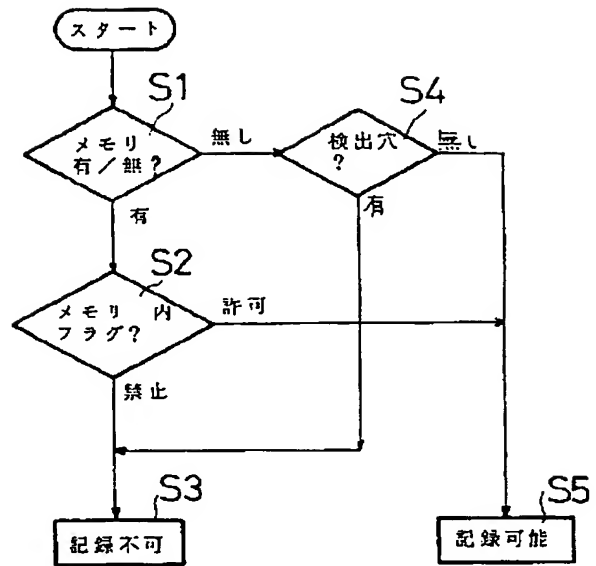 スタート
S1
メモリ
有/無?
無し
有
S4
検出穴
?
無し
有
S2
メモリ内
フラグ?
許可
禁止
S3
記録不可
S5
記録可能